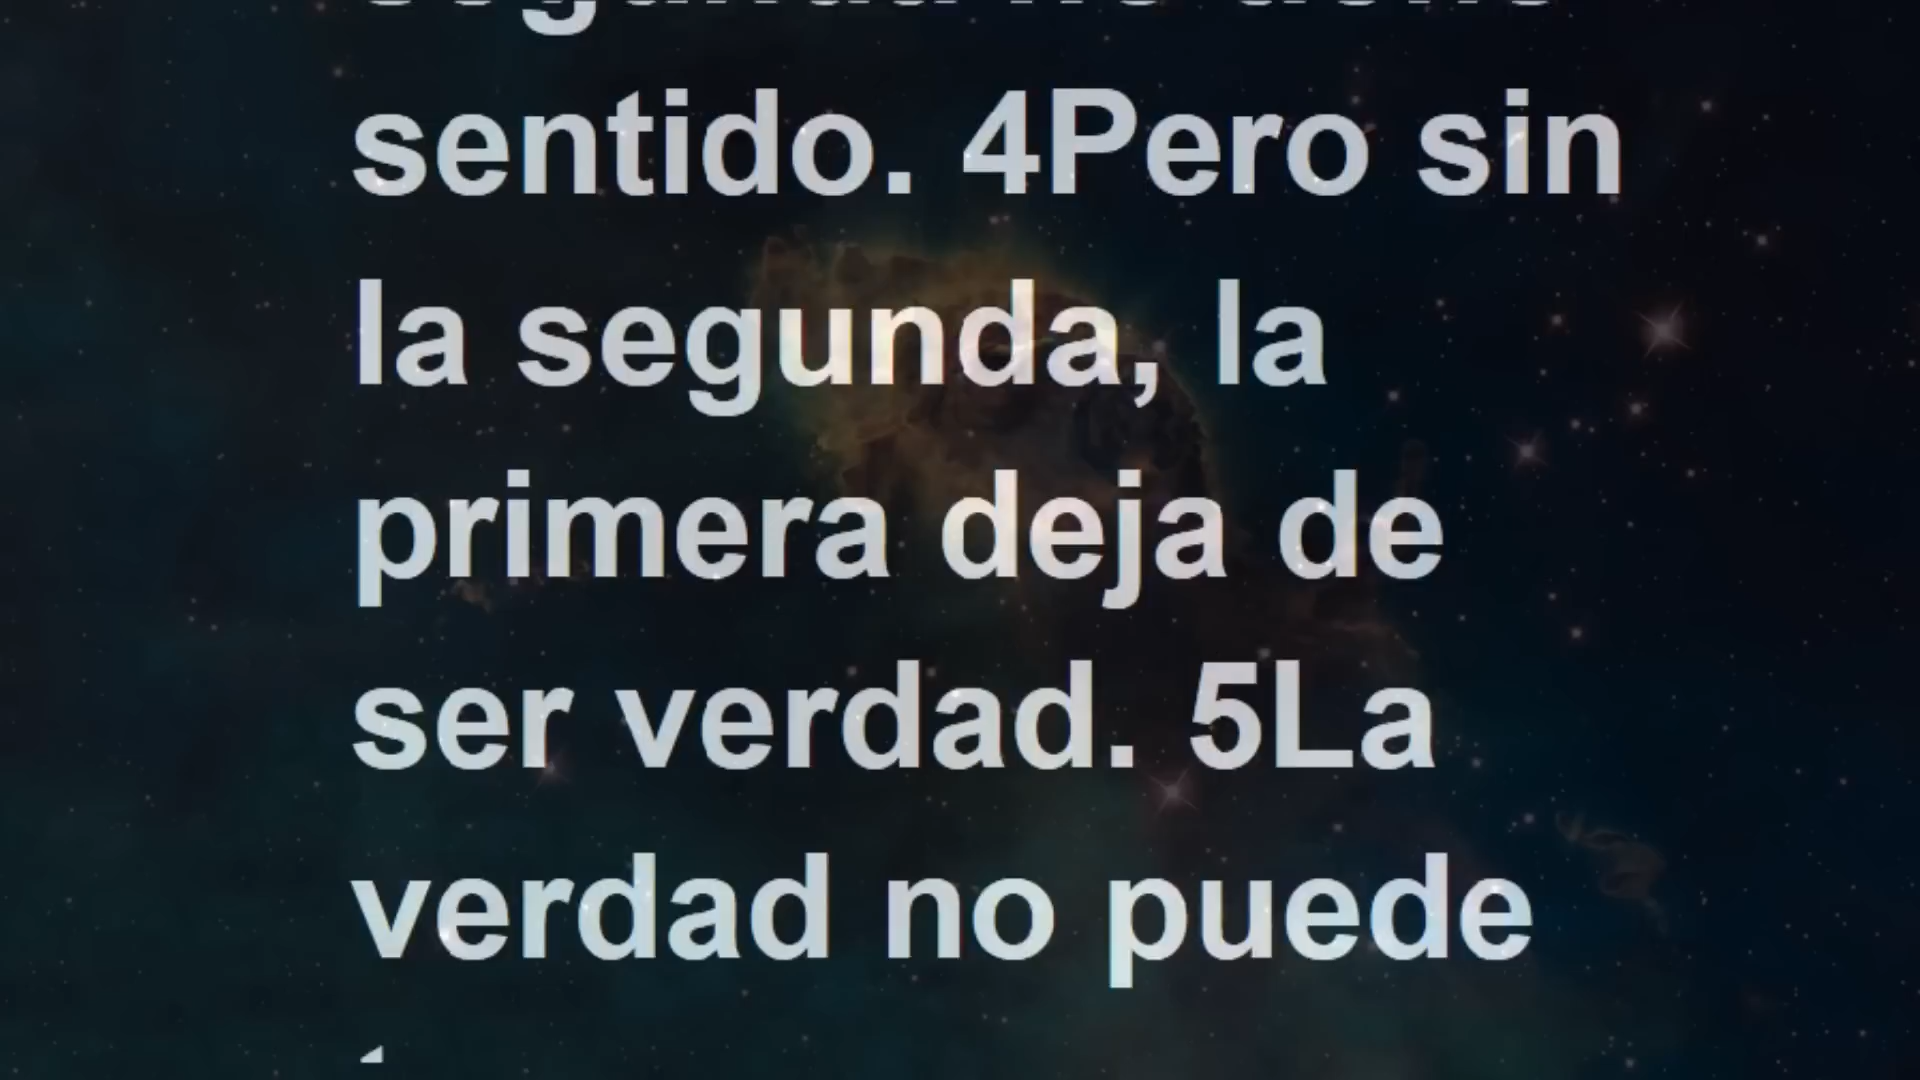 sentido. 4Pero sin
la segunda, la
primera deja de
ser verdad. 5La
verdad no puede